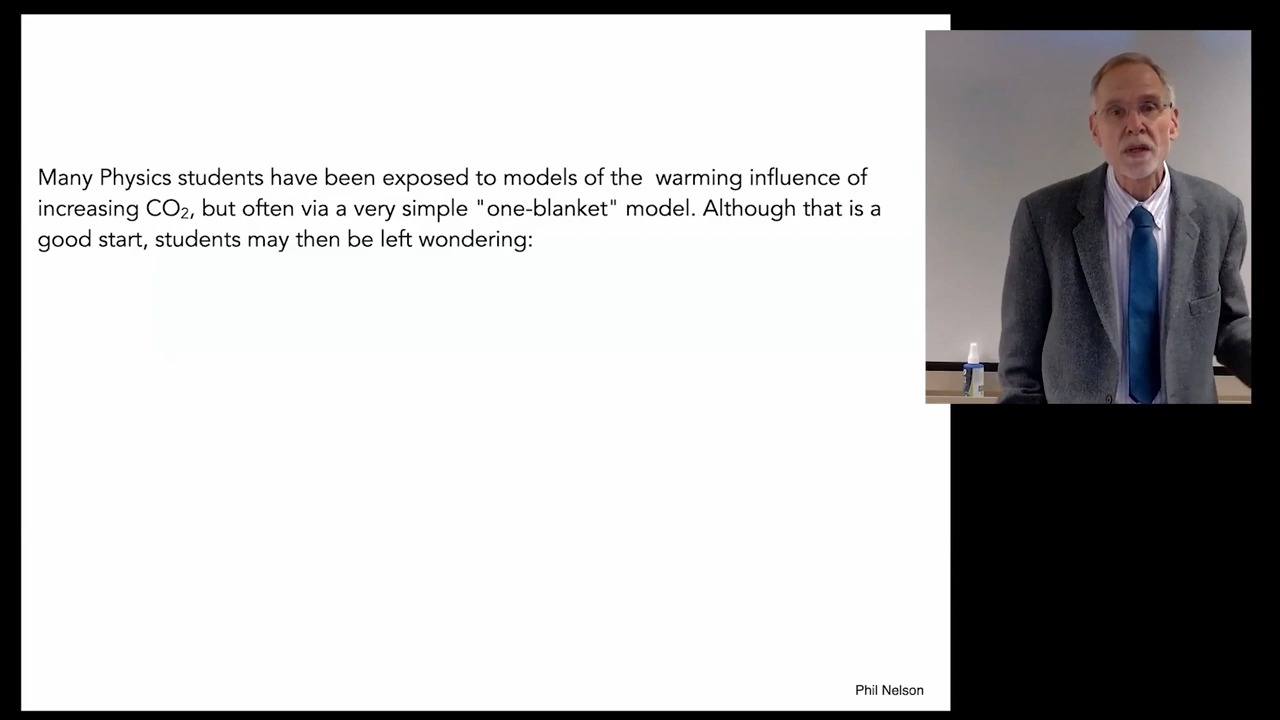 Many Physics students have been exposed to models of the  warming influence of
increasing CO₂, but often via a very simple "one-blanket" model. Although that is a
good start, students may then be left wondering:
Phil Nelson